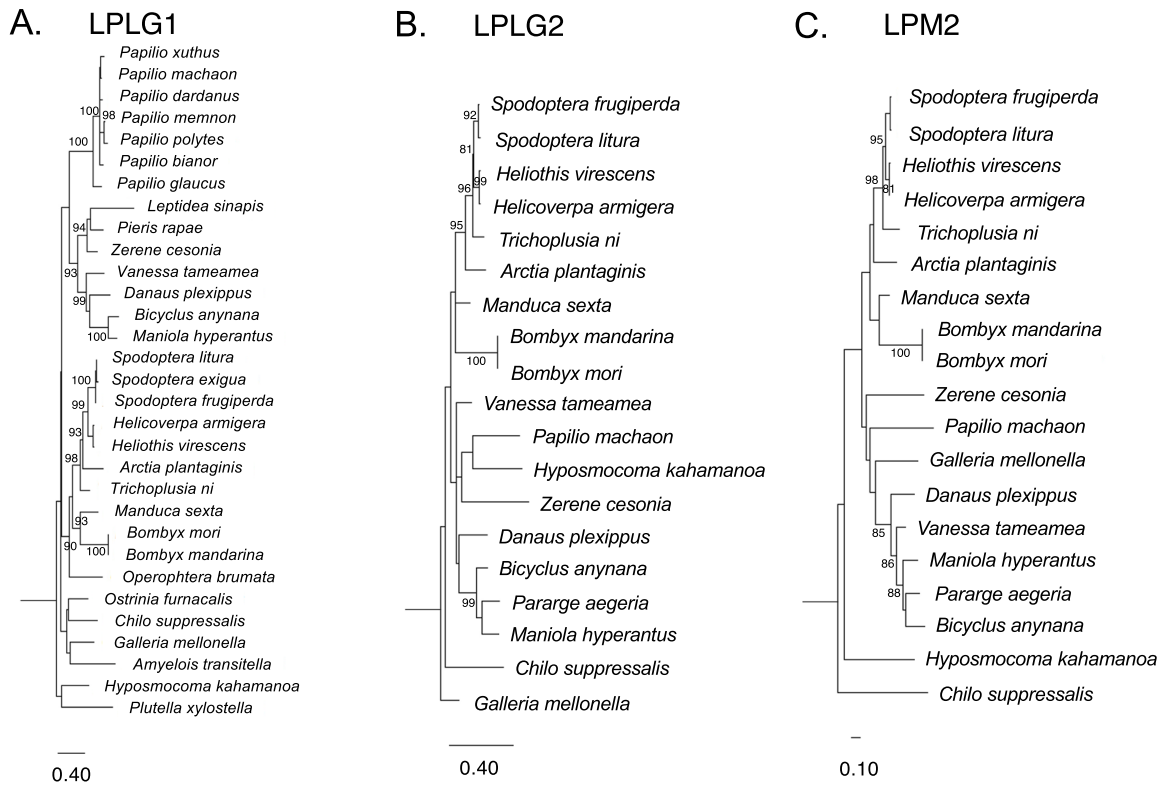 A. LPLG1
Papilio xuthus
Papilio machaon
Papilio dardanus
100 98 Papilio memnon
100 Papilio polytes
Papilio bianor
Papilio glaucus
Leptidea sinapis
94 Pieris rapae
Zerene cesonia
93 Vanessa tameamea
99 Danaus plexippus
Bicyclus anynana
100 Maniola hyperantus
Spodoptera litura
100 Spodoptera exigua
99 Spodoptera frugiperda
93 Helicoverpa armigera
Heliothis virescens
98 Arctia plantaginis
Trichoplusia ni
93 Manduca sexta
Bombyx mori
90 100 Bombyx mandarina
Operophtera brumata
Ostrinia furnacalis
Chilo suppressalis
Galleria mellonella
Amyelois transitella
Hyposmocoma kahamanoa
Plutella xylostella
0.40
B. LPLG2
92 Spodoptera frugiperda
81 Spodoptera litura
96 99 Heliothis virescens
Helicoverpa armigera
95 Trichoplusia ni
Arctia plantaginis
Manduca sexta
Bombyx mandarina
100
Bombyx mori
Vanessa tameamea
Papilio machaon
Hyposmocoma kahamanoa
Zerene cesonia
Danaus plexippus
Bicyclus anynana
99 Pararge aegeria
Maniola hyperantus
Chilo suppressalis
Galleria mellonella
0.40
C. LPM2
Spodoptera frugiperda
95 Spodoptera litura
Heliothis virescens
98 81 Helicoverpa armigera
Trichoplusia ni
Arctia plantaginis
Manduca sexta
Bombyx mandarina
100 Bombyx mori
Zerene cesonia
Papilio machaon
Galleria mellonella
Danaus plexippus
85 Vanessa tameamea
86 Maniola hyperantus
88 Pararge aegeria
Bicyclus anynana
Hyposmocoma kahamanoa
Chilo suppressalis
0.10